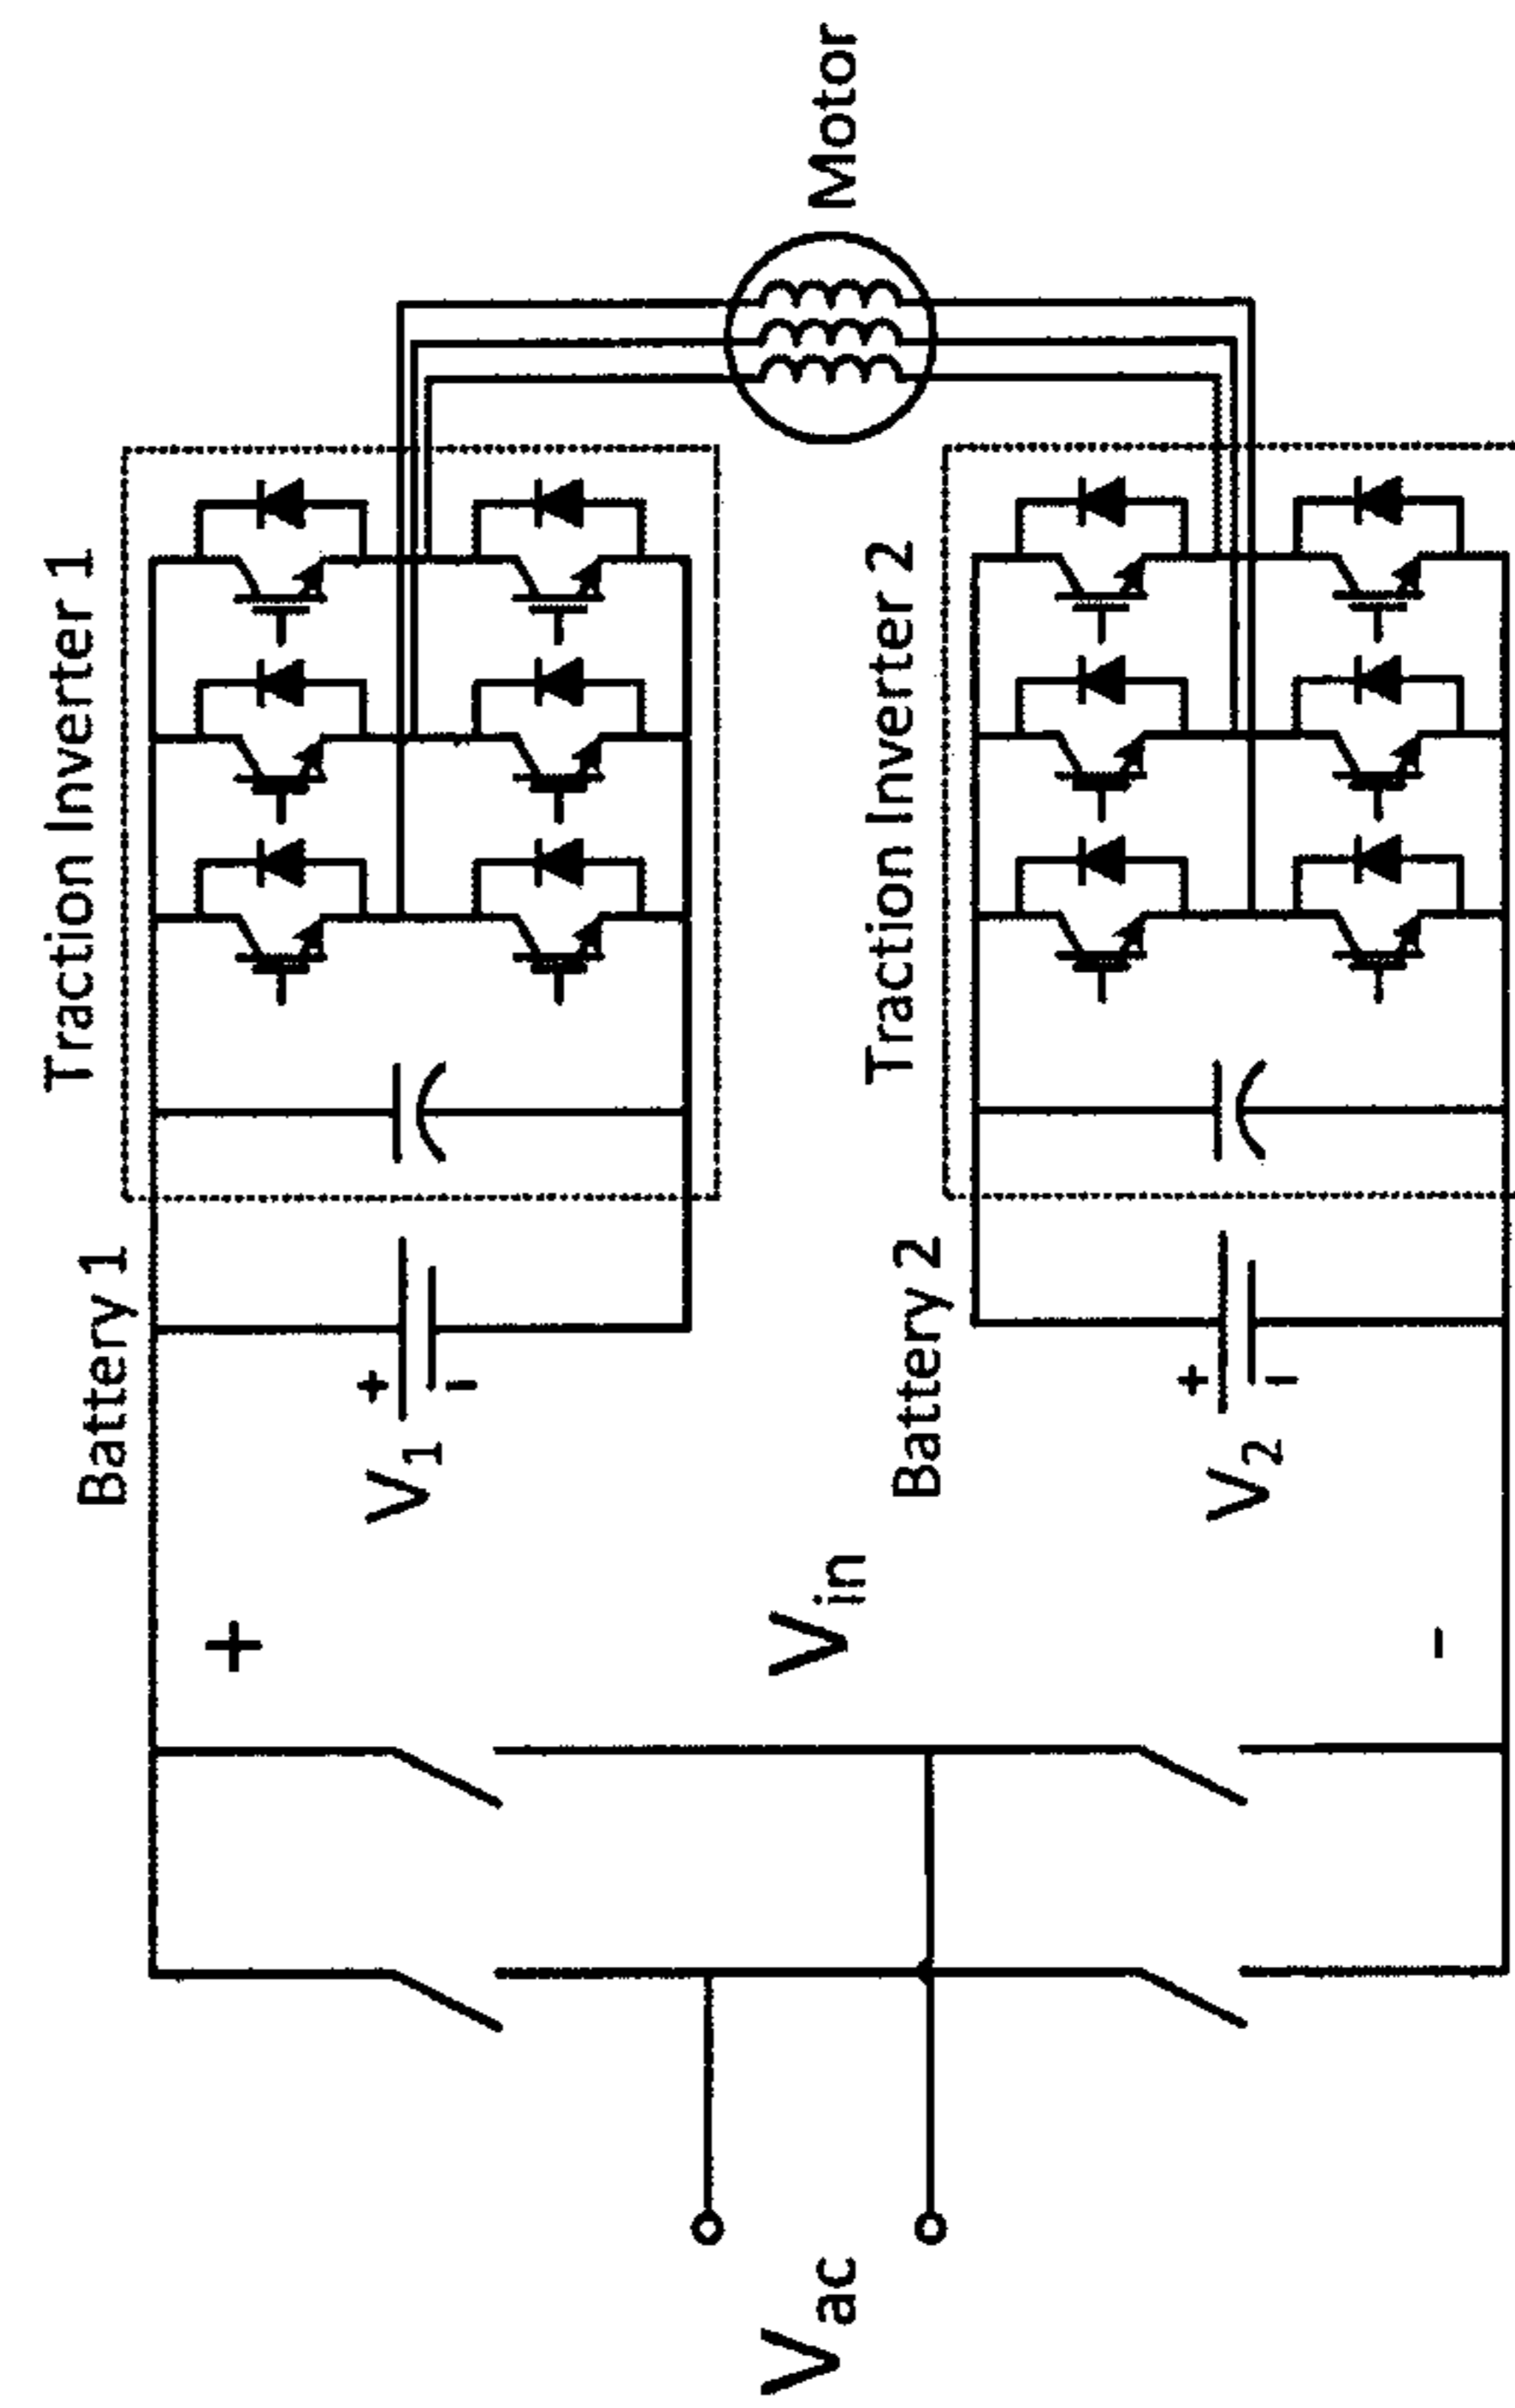 Traction Inverter 1
Battery 1
+
V1
-
Motor
+
Vin
-
Vac
Traction Inverter 2
Battery 2
+
V2
-